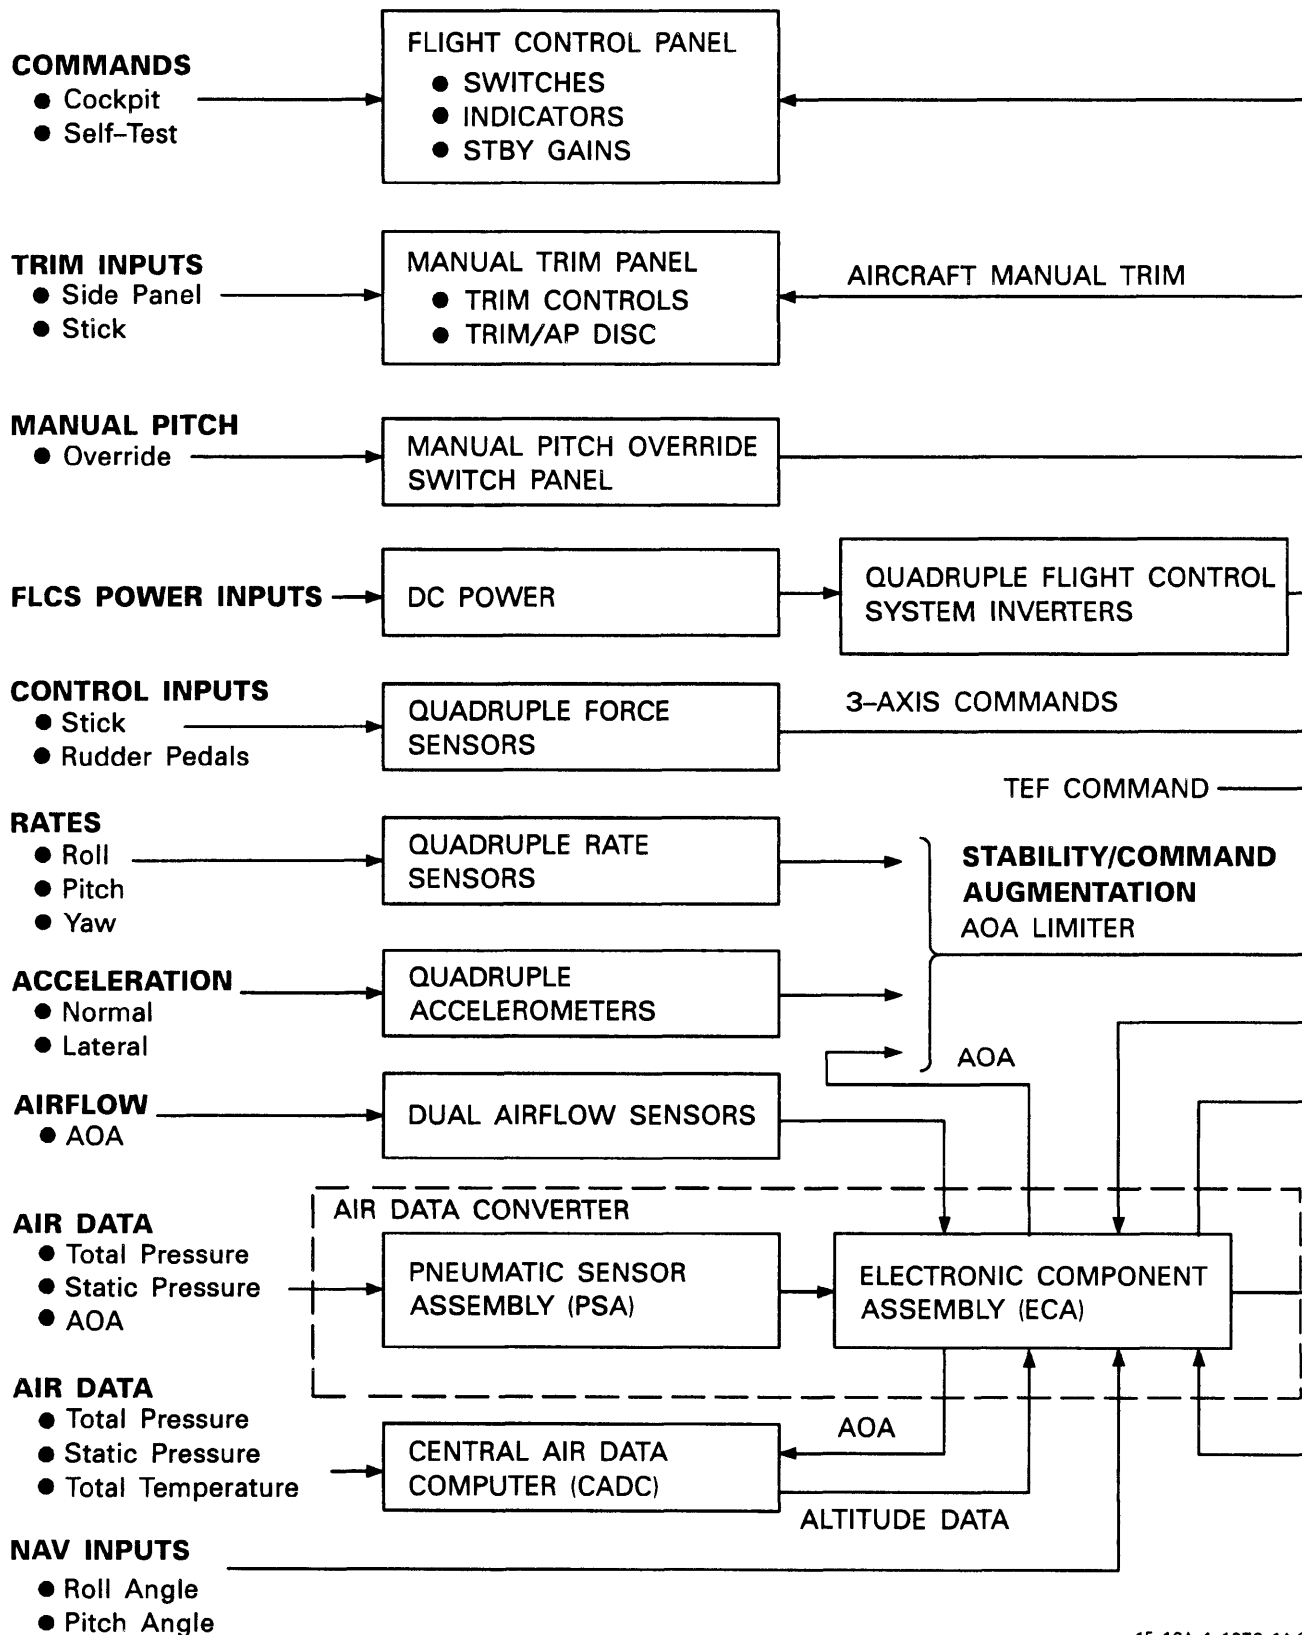 COMMANDS
● Cockpit
● Self–Test
FLIGHT CONTROL PANEL
● SWITCHES
● INDICATORS
● STBY GAINS
TRIM INPUTS
● Side Panel
● Stick
MANUAL TRIM PANEL
● TRIM CONTROLS
● TRIM/AP DISC
AIRCRAFT MANUAL TRIM
MANUAL PITCH
● Override
MANUAL PITCH OVERRIDE
SWITCH PANEL
FLCS POWER INPUTS
DC POWER
QUADRUPLE FLIGHT CONTROL
SYSTEM INVERTERS
CONTROL INPUTS
● Stick
● Rudder Pedals
QUADRUPLE FORCE
SENSORS
3–AXIS COMMANDS
TEF COMMAND
RATES
● Roll
● Pitch
● Yaw
QUADRUPLE RATE
SENSORS
STABILITY/COMMAND
AUGMENTATION
AOA LIMITER
ACCELERATION
● Normal
● Lateral
QUADRUPLE
ACCELEROMETERS
AOA
AIRFLOW
● AOA
DUAL AIRFLOW SENSORS
AIR DATA CONVERTER
AIR DATA
● Total Pressure
● Static Pressure
● AOA
PNEUMATIC SENSOR
ASSEMBLY (PSA)
ELECTRONIC COMPONENT
ASSEMBLY (ECA)
AIR DATA
● Total Pressure
● Static Pressure
● Total Temperature
CENTRAL AIR DATA
COMPUTER (CADC)
AOA
ALTITUDE DATA
NAV INPUTS
● Roll Angle
● Pitch Angle